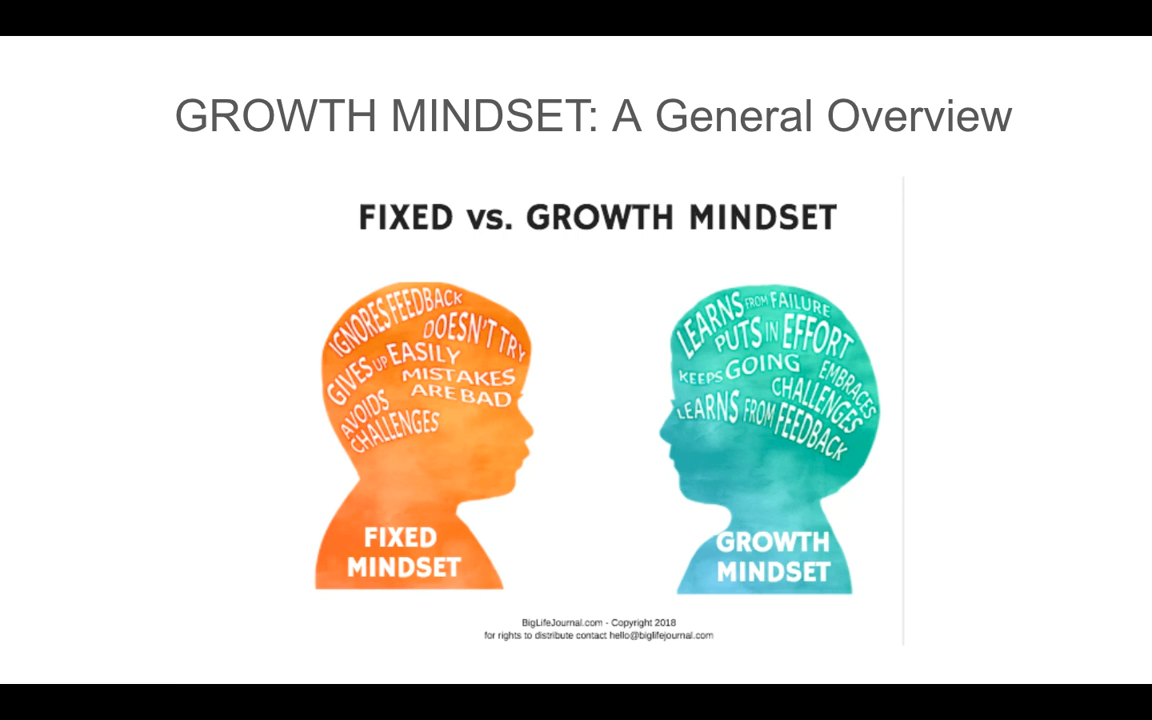 GROWTH MINDSET: A General Overview
FIXED vs. GROWTH MINDSET
IGNORES FEEDBACK
DOESN'T TRY
GIVES UP EASILY
MISTAKES
ARE BAD
AVOIDS
CHALLENGES
FIXED
MINDSET
LEARNS FROM FAILURE
PUTS IN EFFORT
KEEPS GOING
EMBRACES
CHALLENGES
LEARNS FROM FEEDBACK
GROWTH
MINDSET
BigLifeJournal.com - Copyright 2018
for rights to distribute contact hello@biglifejournal.com